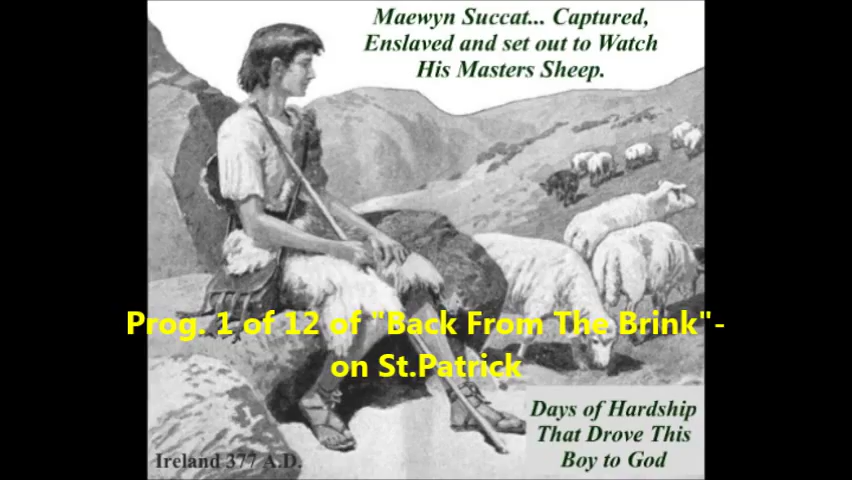 Maewyn Succat... Captured,
Enslaved and set out to Watch
His Masters Sheep.
Prog. 1 of 12 of "Back From The Brink"-
on St.Patrick
Days of Hardship
That Drove This
Boy to God
Ireland 377 A.D.